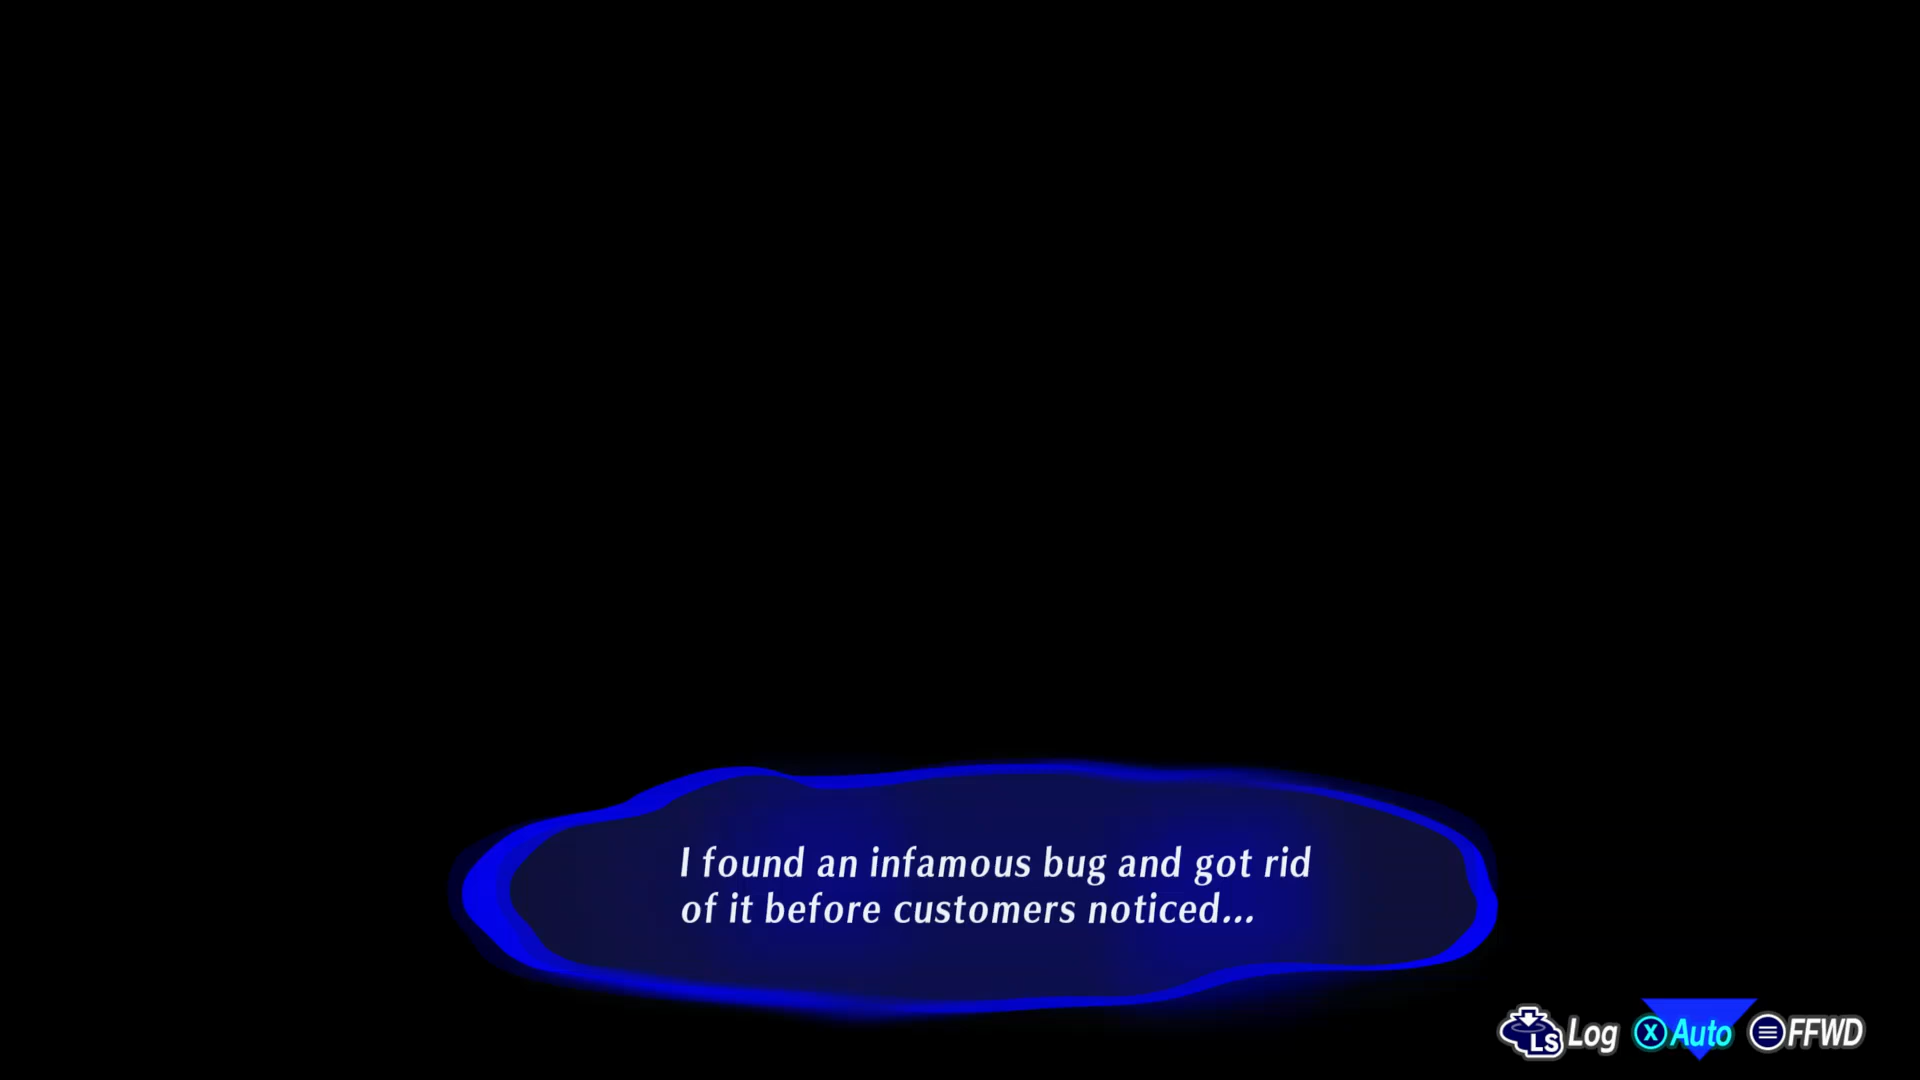 I found an infamous bug and got rid
of it before customers noticed...
LS Log X Auto FFWD